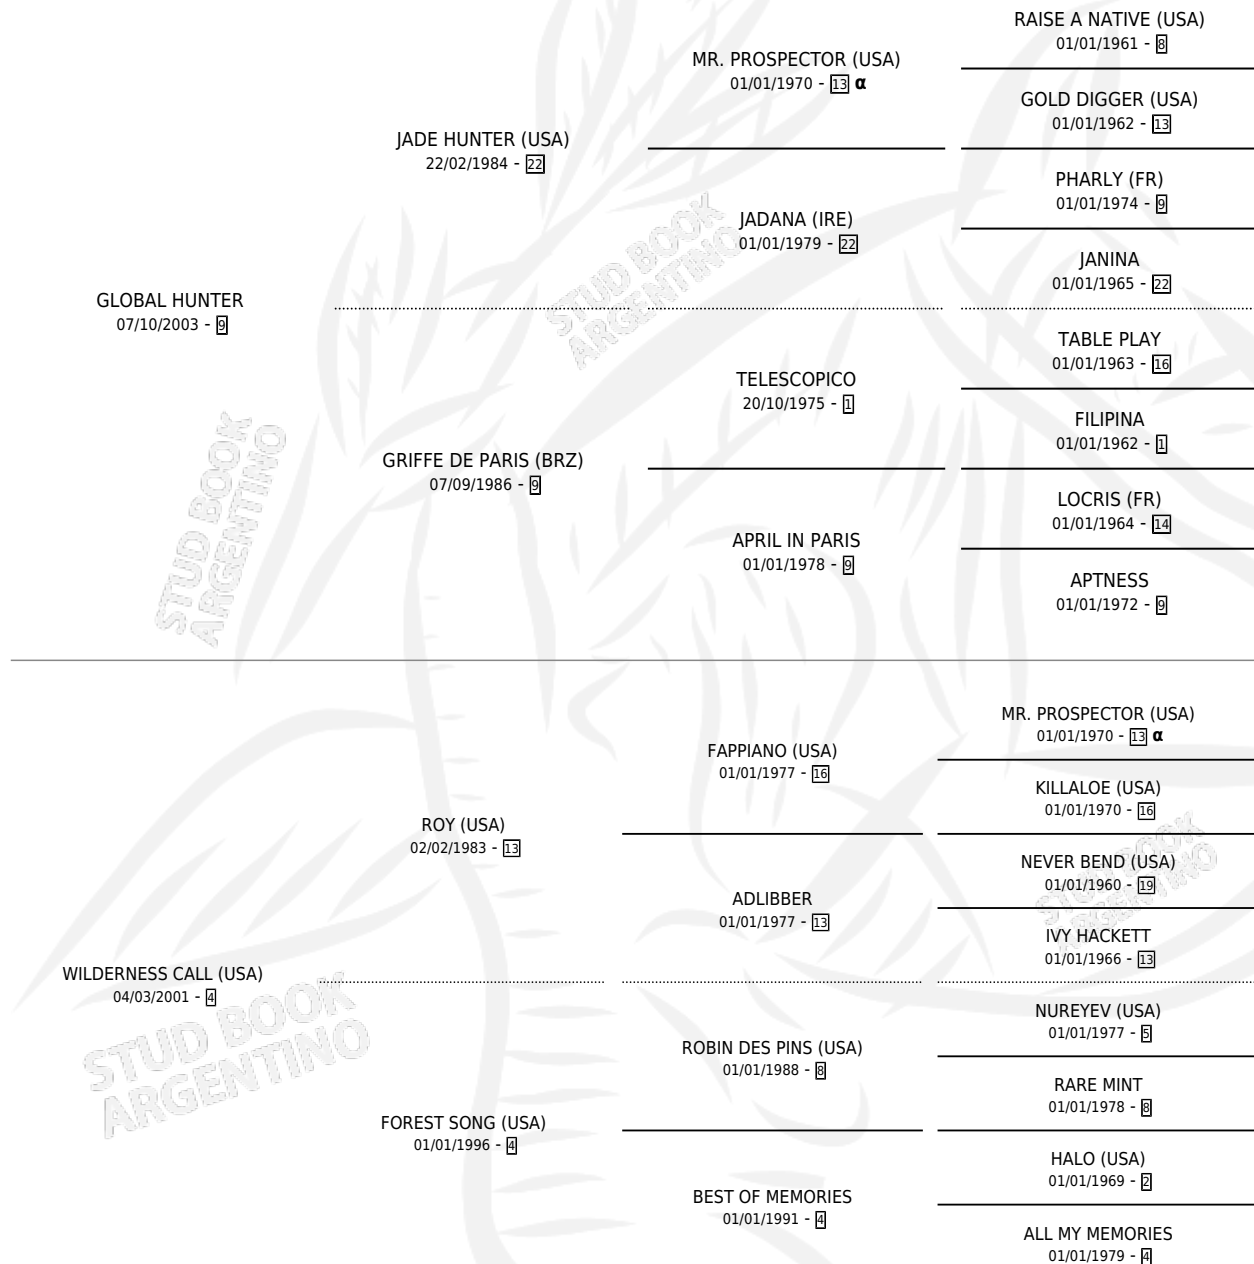 RAISE A NATIVE (USA)
01/01/1961 - 8
MR. PROSPECTOR (USA)
01/01/1970 - 13 α
GOLD DIGGER (USA)
01/01/1962 - 13
JADE HUNTER (USA)
22/02/1984 - 22
PHARLY (FR)
01/01/1974 - 9
JADANA (IRE)
01/01/1979 - 22
JANINA
01/01/1965 - 22
GLOBAL HUNTER
07/10/2003 - 9
TABLE PLAY
01/01/1963 - 16
TELESCOPICO
20/10/1975 - 1
FILIPINA
01/01/1962 - 1
GRIFFE DE PARIS (BRZ)
07/09/1986 - 9
LOCRIS (FR)
01/01/1964 - 14
APRIL IN PARIS
01/01/1978 - 9
APTNESS
01/01/1972 - 9
MR. PROSPECTOR (USA)
01/01/1970 - 13 α
FAPPIANO (USA)
01/01/1977 - 16
KILLALOE (USA)
01/01/1970 - 16
ROY (USA)
02/02/1983 - 13
NEVER BEND (USA)
01/01/1960 - 19
ADLIBBER
01/01/1977 - 13
IVY HACKETT
01/01/1966 - 13
WILDERNESS CALL (USA)
04/03/2001 - 4
NUREYEV (USA)
01/01/1977 - 5
ROBIN DES PINS (USA)
01/01/1988 - 8
RARE MINT
01/01/1978 - 8
FOREST SONG (USA)
01/01/1996 - 4
HALO (USA)
01/01/1969 - 2
BEST OF MEMORIES
01/01/1991 - 4
ALL MY MEMORIES
01/01/1979 - 4
STUD BOOK
ARGENTINO
STUD BOOK
ARGENTINO
STUD BOOK
ARGENTINO
STUD BOOK
ARGENTINO